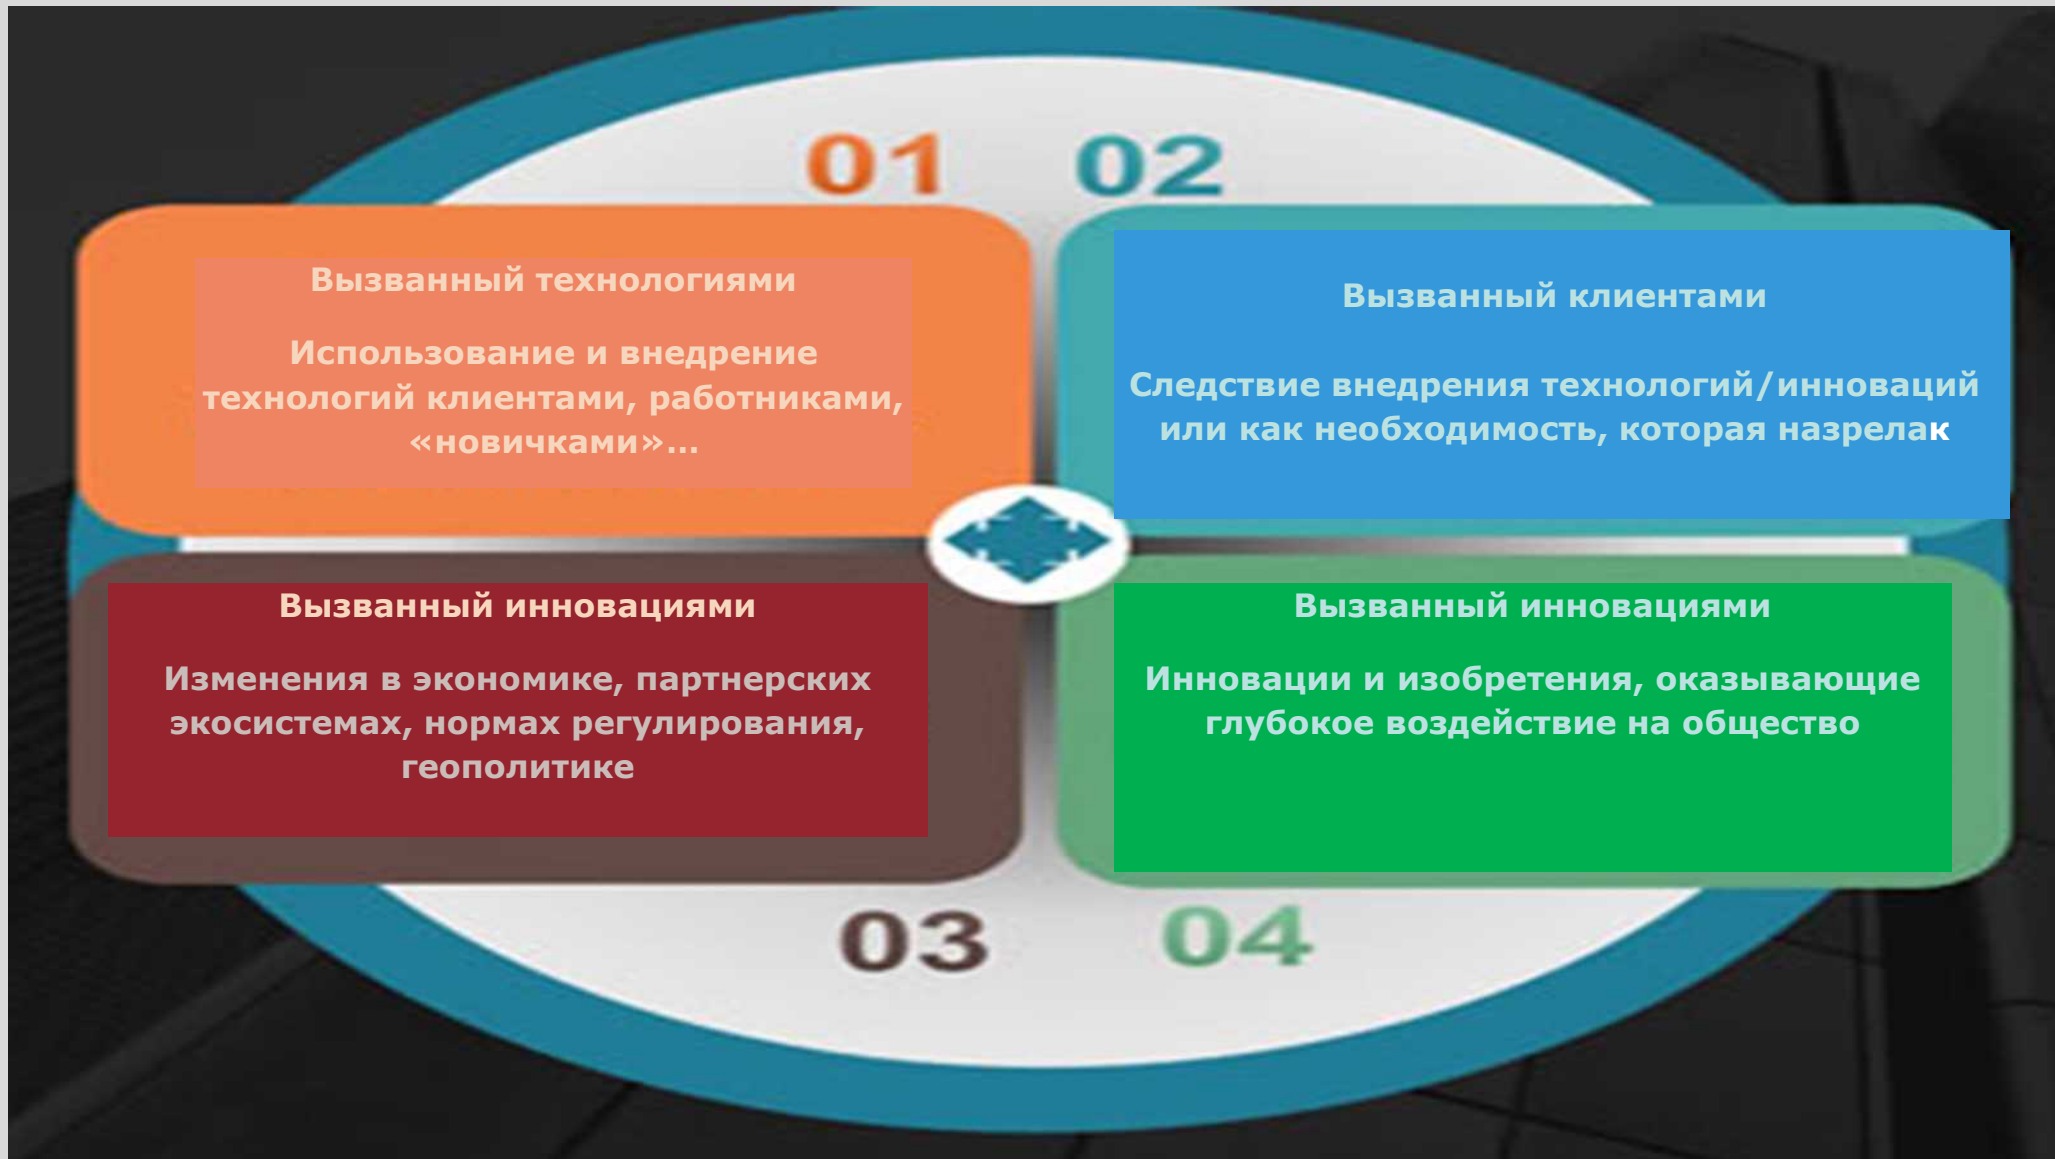 01 02
Вызванный технологиями
Использование и внедрение
технологий клиентами, работниками,
«новичками»...
Вызванный клиентами
Следствие внедрения технологий/инноваций
или как необходимость, которая назрелак
Вызванный инновациями
Изменения в экономике, партнерских
экосистемах, нормах регулирования,
геополитике
Вызванный инновациями
Инновации и изобретения, оказывающие
глубокое воздействие на общество
03 04